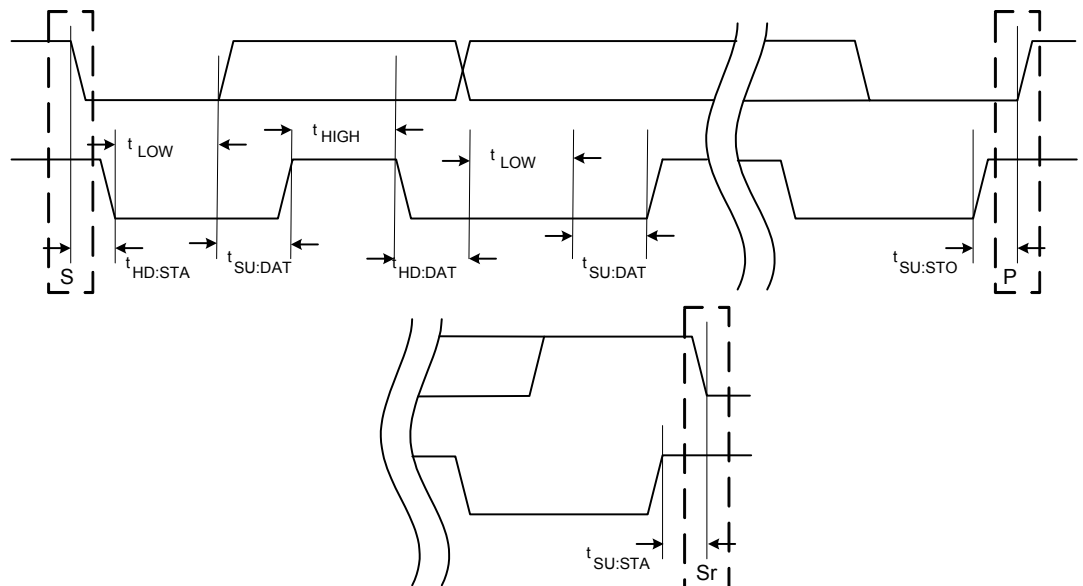 t HIGH
t LOW
t LOW
t HD:STA
t SU:DAT
t HD:DAT
t SU:DAT
t SU:STO
S
P
t SU:STA
Sr